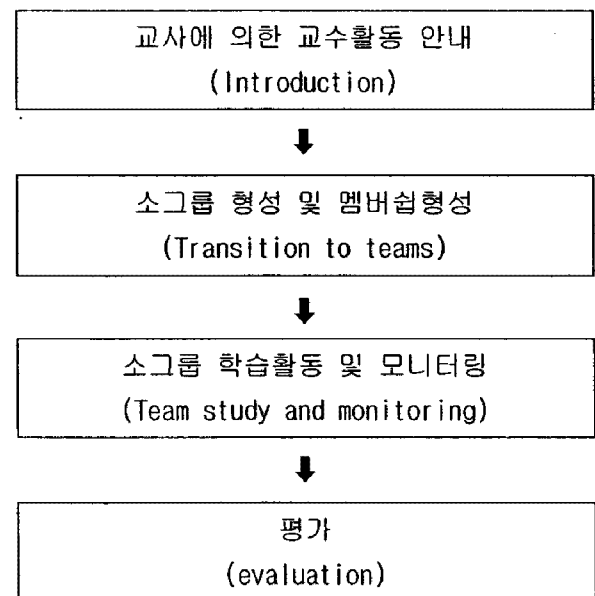 교사에 의한 교수활동 안내
(Introduction)
소그룹 형성 및 멤버쉽형성
(Transition to teams)
소그룹 학습활동 및 모니터링
(Team study and monitoring)
평가
(evaluation)